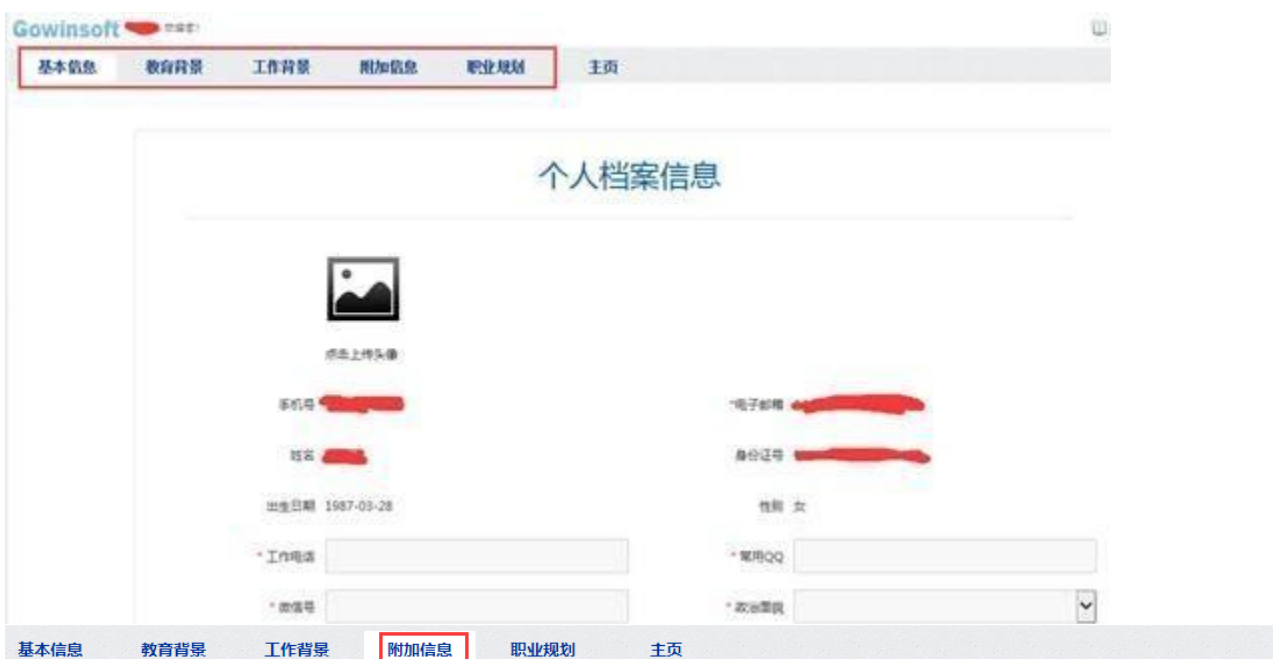 Gowinsoft
基本信息 教育背景 工作背景 附加信息 职业规划 主页
个人档案信息
点击上传头像
手机号 *电子邮箱
姓名 身份证号
出生日期 1987-03-28 性别 女
* 工作电话 * 常用QQ
* 微信号 * 政治面貌
基本信息 教育背景 工作背景 附加信息 职业规划 主页